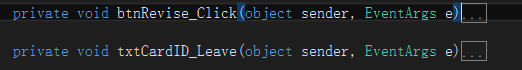 private void btnRevise_Click(object sender, EventArgs e)...
private void txtCardID_Leave(object sender, EventArgs e)...